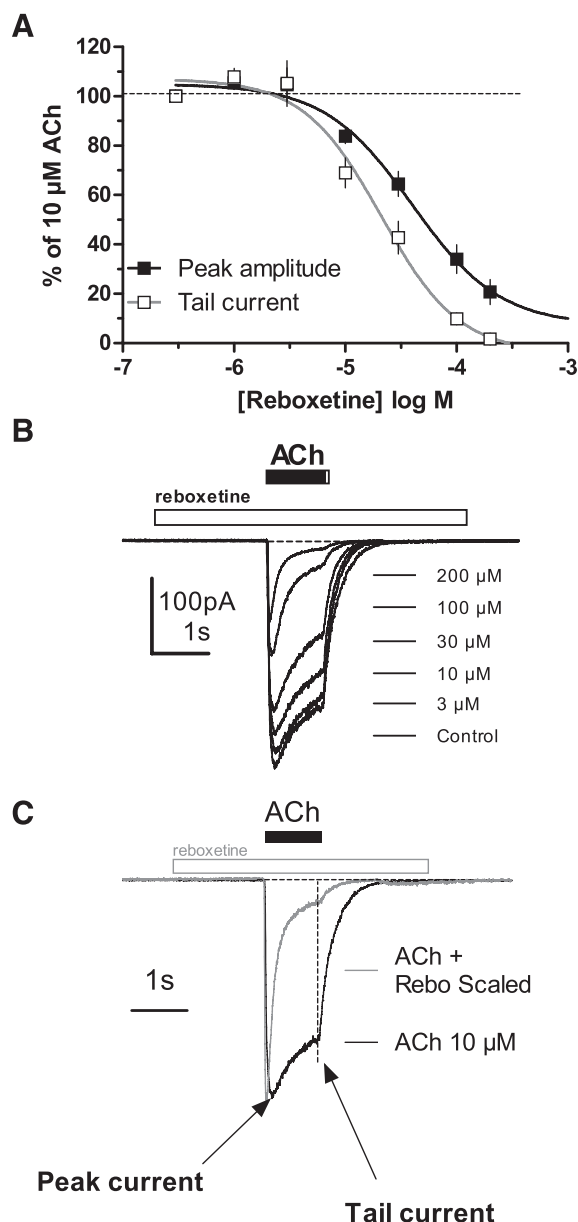 A
120
100
80
60
40
20
0
% of 10 µM ACh
Peak amplitude
Tail current
-7 -6 -5 -4 -3
[Reboxetine] log M
B
ACh
reboxetine
100pA
1s
200 µM
100 µM
30 µM
10 µM
3 µM
Control
C
ACh
reboxetine
1s
ACh +
Rebo Scaled
ACh 10 µM
Peak current
Tail current